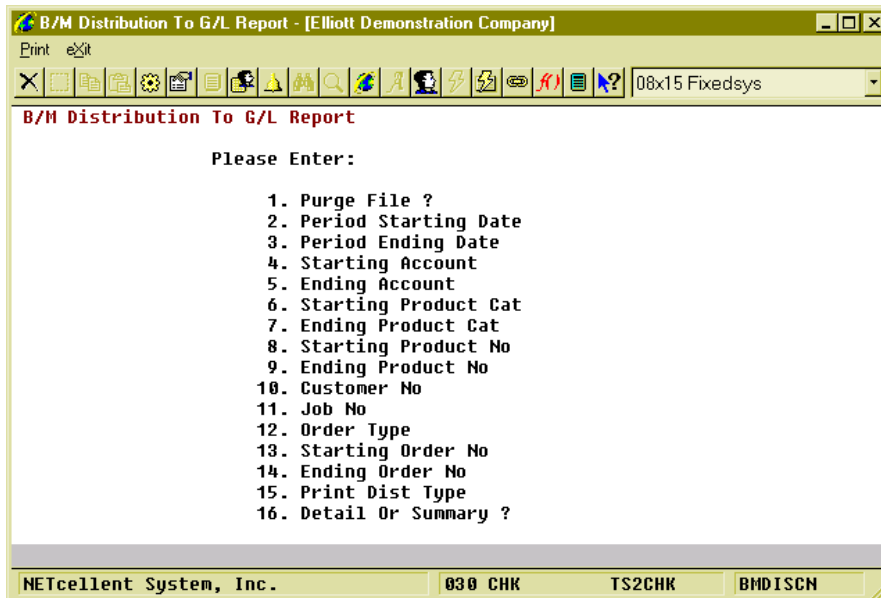 B/M Distribution To G/L Report - [Elliott Demonstration Company]
Print eXit
08x15 Fixedsys
B/M Distribution To G/L Report
Please Enter:
1. Purge File ?
2. Period Starting Date
3. Period Ending Date
4. Starting Account
5. Ending Account
6. Starting Product Cat
7. Ending Product Cat
8. Starting Product No
9. Ending Product No
10. Customer No
11. Job No
12. Order Type
13. Starting Order No
14. Ending Order No
15. Print Dist Type
16. Detail Or Summary ?
NETcellent System, Inc. 030 CHK TS2CHK BMDISCN